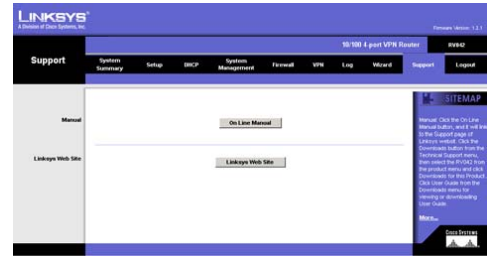 LINKSYS®
A Division of Cisco Systems, Inc.
Firmware Version: 1.2.1
10/100 4-port VPN Router
RV042
Support
System Summary
Setup
DHCP
System Management
Firewall
VPN
Log
Wizard
Support
Logout
Manual
On Line Manual
Linksys Web Site
Linksys Web Site
SITEMAP
Manual: Click the On Line
Manual button, and it will link
to the Support page of
Linksys websit. Click the
Downloads button from the
Technical Support menu,
then select the RV042 from
the product menu and click
Downloads for this Product.
Click User Guide from the
Downloads menu for
viewing or downloading
User Guide.
More...
CISCO SYSTEMS